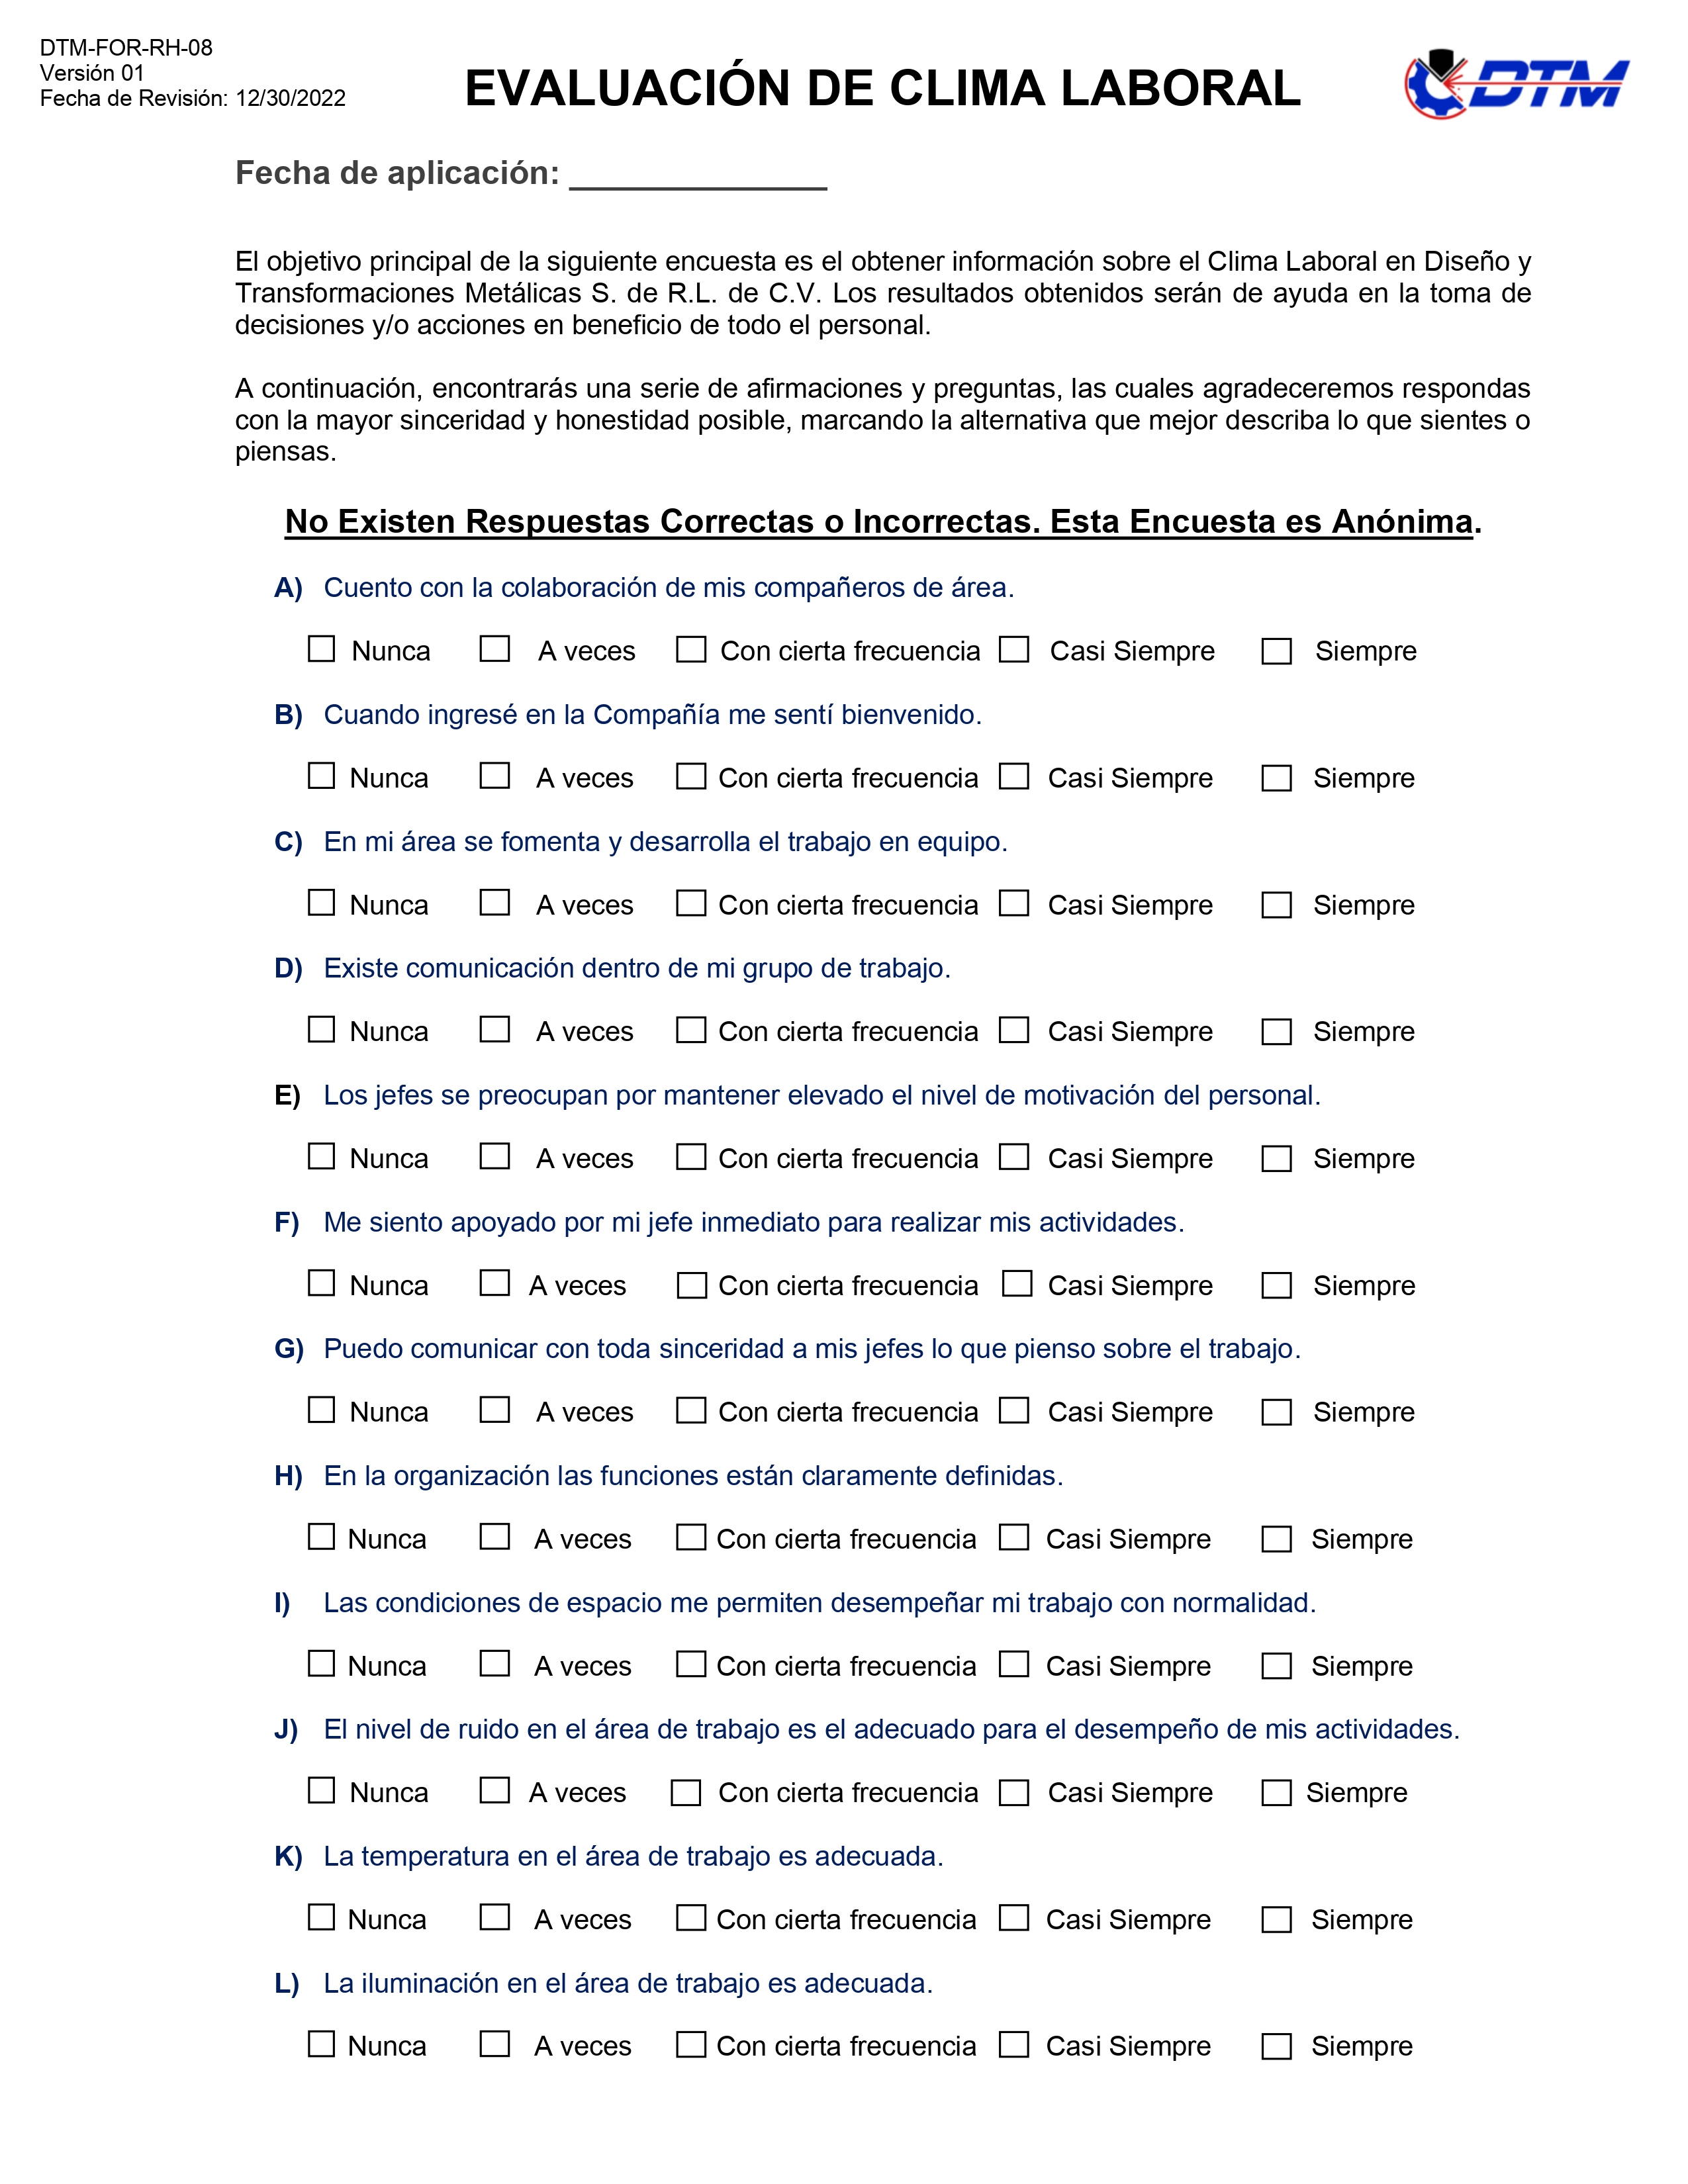 DTM-FOR-RH-08
Versión 01
Fecha de Revisión: 12/30/2022
EVALUACIÓN DE CLIMA LABORAL
DTM
Fecha de aplicación: ______________
El objetivo principal de la siguiente encuesta es el obtener información sobre el Clima Laboral en Diseño y
Transformaciones Metálicas S. de R.L. de C.V. Los resultados obtenidos serán de ayuda en la toma de
decisiones y/o acciones en beneficio de todo el personal.
A continuación, encontrarás una serie de afirmaciones y preguntas, las cuales agradeceremos respondas
con la mayor sinceridad y honestidad posible, marcando la alternativa que mejor describa lo que sientes o
piensas.
No Existen Respuestas Correctas o Incorrectas. Esta Encuesta es Anónima.
A) Cuento con la colaboración de mis compañeros de área.
Nunca A veces Con cierta frecuencia Casi Siempre Siempre
B) Cuando ingresé en la Compañía me sentí bienvenido.
Nunca A veces Con cierta frecuencia Casi Siempre Siempre
C) En mi área se fomenta y desarrolla el trabajo en equipo.
Nunca A veces Con cierta frecuencia Casi Siempre Siempre
D) Existe comunicación dentro de mi grupo de trabajo.
Nunca A veces Con cierta frecuencia Casi Siempre Siempre
E) Los jefes se preocupan por mantener elevado el nivel de motivación del personal.
Nunca A veces Con cierta frecuencia Casi Siempre Siempre
F) Me siento apoyado por mi jefe inmediato para realizar mis actividades.
Nunca A veces Con cierta frecuencia Casi Siempre Siempre
G) Puedo comunicar con toda sinceridad a mis jefes lo que pienso sobre el trabajo.
Nunca A veces Con cierta frecuencia Casi Siempre Siempre
H) En la organización las funciones están claramente definidas.
Nunca A veces Con cierta frecuencia Casi Siempre Siempre
I) Las condiciones de espacio me permiten desempeñar mi trabajo con normalidad.
Nunca A veces Con cierta frecuencia Casi Siempre Siempre
J) El nivel de ruido en el área de trabajo es el adecuado para el desempeño de mis actividades.
Nunca A veces Con cierta frecuencia Casi Siempre Siempre
K) La temperatura en el área de trabajo es adecuada.
Nunca A veces Con cierta frecuencia Casi Siempre Siempre
L) La iluminación en el área de trabajo es adecuada.
Nunca A veces Con cierta frecuencia Casi Siempre Siempre